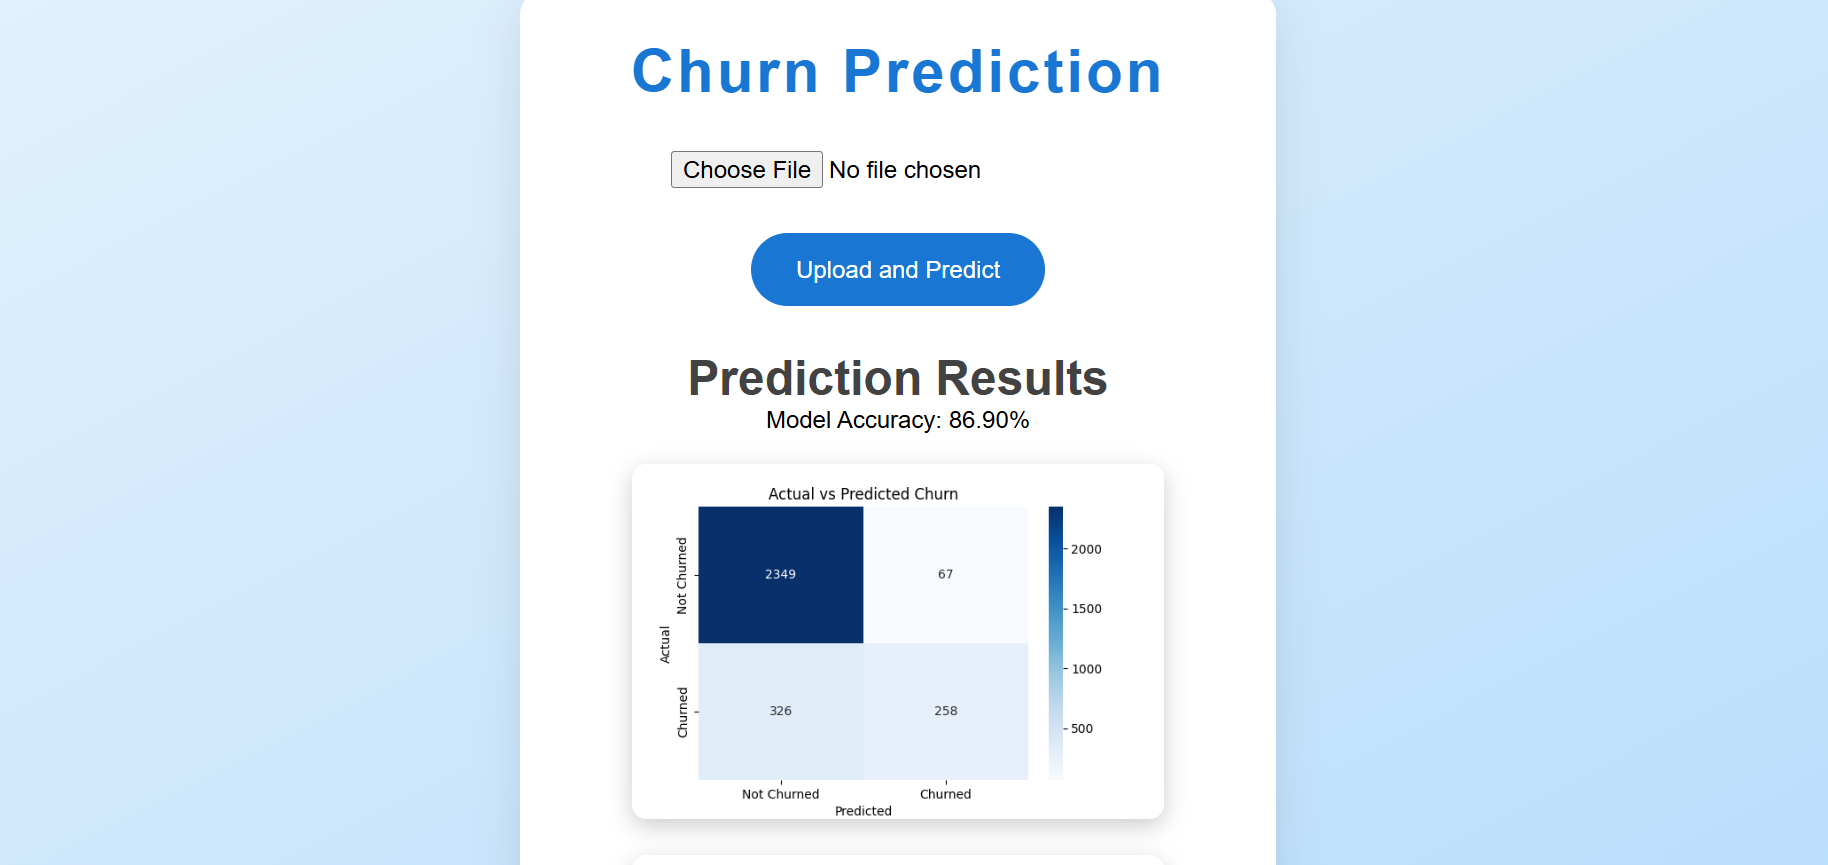 Churn Prediction
Choose File No file chosen
Upload and Predict
Prediction Results
Model Accuracy: 86.90%
Actual vs Predicted Churn
Not Churned
2349
67
2000
1500
Actual
1000
Churned
326
258
500
Not Churned
Churned
Predicted